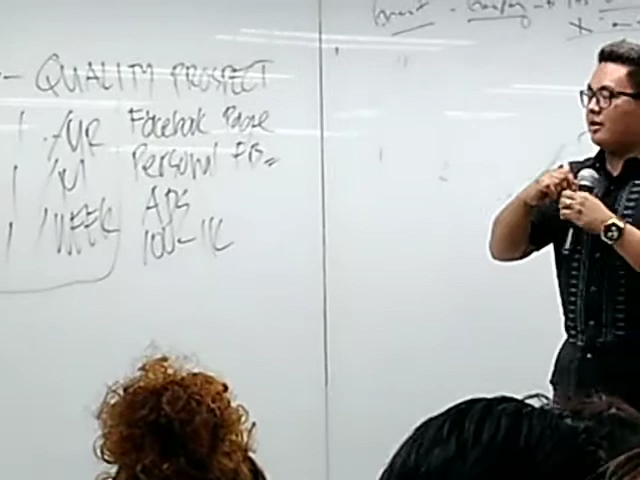 - QUALITY PROSPECT
1 /YR Facebook Page
1 /M Personal FB
1 /WEEK ADS
100-1K